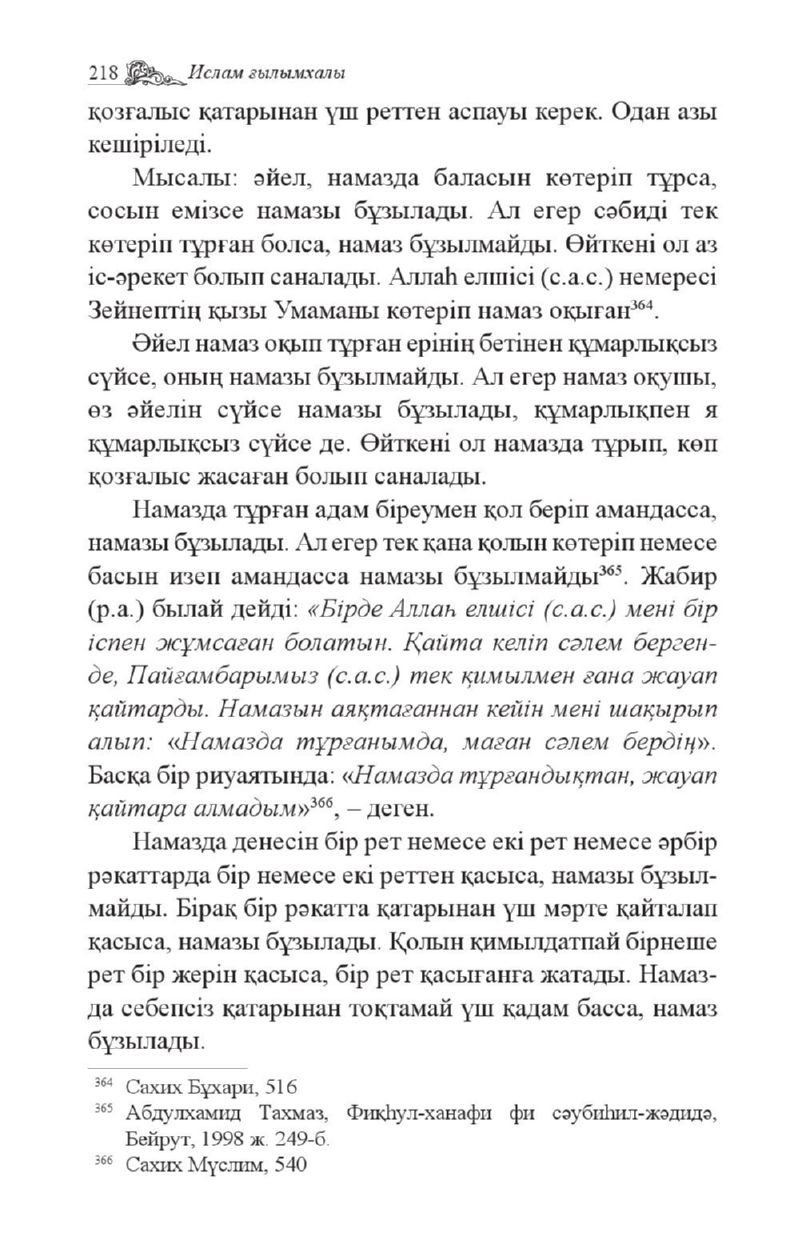 218 Ислам ғылымхалы
қозғалыс қатарынан үш реттен аспауы керек. Одан азы
кешіріледі.
Мысалы: әйел, намазда баласын көтеріп тұрса,
сосын емізсе намазы бұзылады. Ал егер сәбиді тек
көтеріп тұрған болса, намаз бұзылмайды. Өйткені ол аз
іс-әрекет болып саналады. Аллаһ елшісі (с.а.с.) немересі
Зейнептің қызы Умаманы көтеріп намаз оқыған³⁶⁴.
Әйел намаз оқып тұрған ерінің бетінен құмарлықсыз
сүйсе, оның намазы бұзылмайды. Ал егер намаз оқушы,
өз әйелін сүйсе намазы бұзылады, құмарлықпен я
құмарлықсыз сүйсе де. Өйткені ол намазда тұрып, көп
қозғалыс жасаған болып саналады.
Намазда тұрған адам біреумен қол беріп амандасса,
намазы бұзылады. Ал егер тек қана қолын көтеріп немесе
басын изеп амандасса намазы бұзылмайды³⁶⁵. Жабир
(р.а.) былай дейді: «Бірде Аллаһ елшісі (с.а.с.) мені бір
іспен жұмсаған болатын. Қайта келіп сәлем берген-
де, Пайғамбарымыз (с.а.с.) тек қимылмен ғана жауап
қайтарды. Намазын аяқтағаннан кейін мені шақырып
алып: «Намазда тұрғанымда, маған сәлем бердің».
Басқа бір риуаятында: «Намазда тұрғандықтан, жауап
қайтара алмадым»³⁶⁶, – деген.
Намазда денесін бір рет немесе екі рет немесе әрбір
рәкаттарда бір немесе екі реттен қасыса, намазы бұзыл-
майды. Бірақ бір рәкатта қатарынан үш мәрте қайталап
қасыса, намазы бұзылады. Қолын қимылдатпай бірнеше
рет бір жерін қасыса, бір рет қасығанға жатады. Намаз-
да себепсіз қатарынан тоқтамай үш қадам басса, намаз
бұзылады.
³⁶⁴ Сахих Бұхари, 516
³⁶⁵ Абдулхамид Тахмаз, Фиқһул-ханафи фи сәубиһил-жәдидә,
Бейрут, 1998 ж. 249-б.
³⁶⁶ Сахих Мүслим, 540